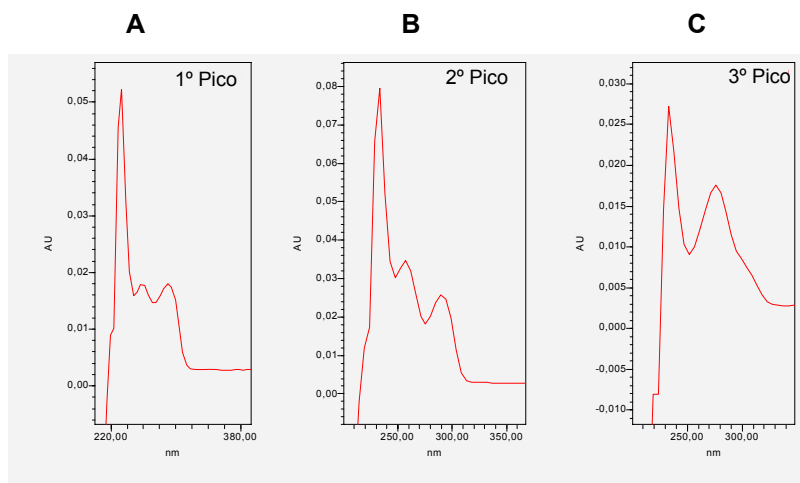 A
B
C
1º Pico
AU
0,05
0,04
0,03
0,02
0,01
0,00
220,00
380,00
nm
2º Pico
AU
0,08
0,07
0,06
0,05
0,04
0,03
0,02
0,01
0,00
250,00
300,00
350,00
nm
3º Pico
AU
0,030
0,025
0,020
0,015
0,010
0,005
0,000
-0,005
-0,010
250,00
300,00
nm